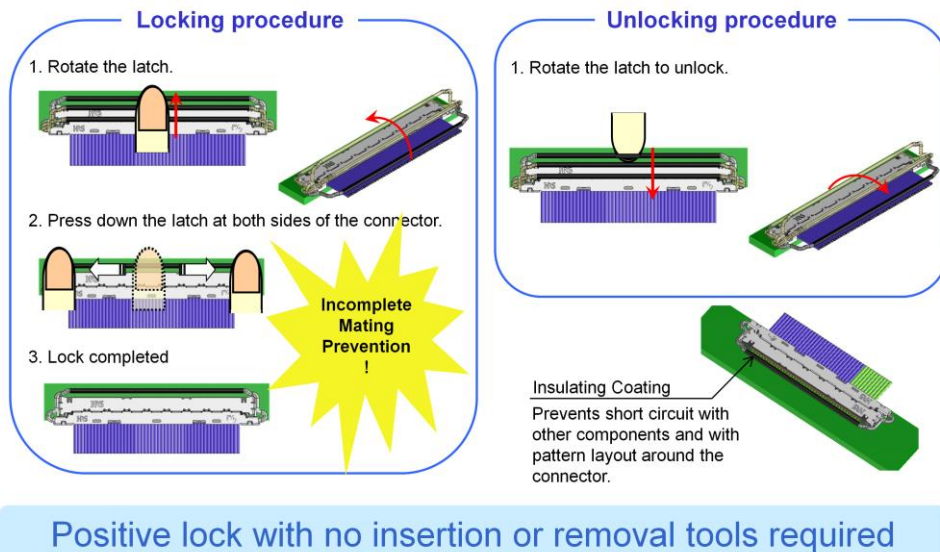 Locking procedure
1. Rotate the latch.
2. Press down the latch at both sides of the connector.
Incomplete
Mating
Prevention
!
3. Lock completed
Unlocking procedure
1. Rotate the latch to unlock.
Insulating Coating
Prevents short circuit with
other components and with
pattern layout around the
connector.
Positive lock with no insertion or removal tools required